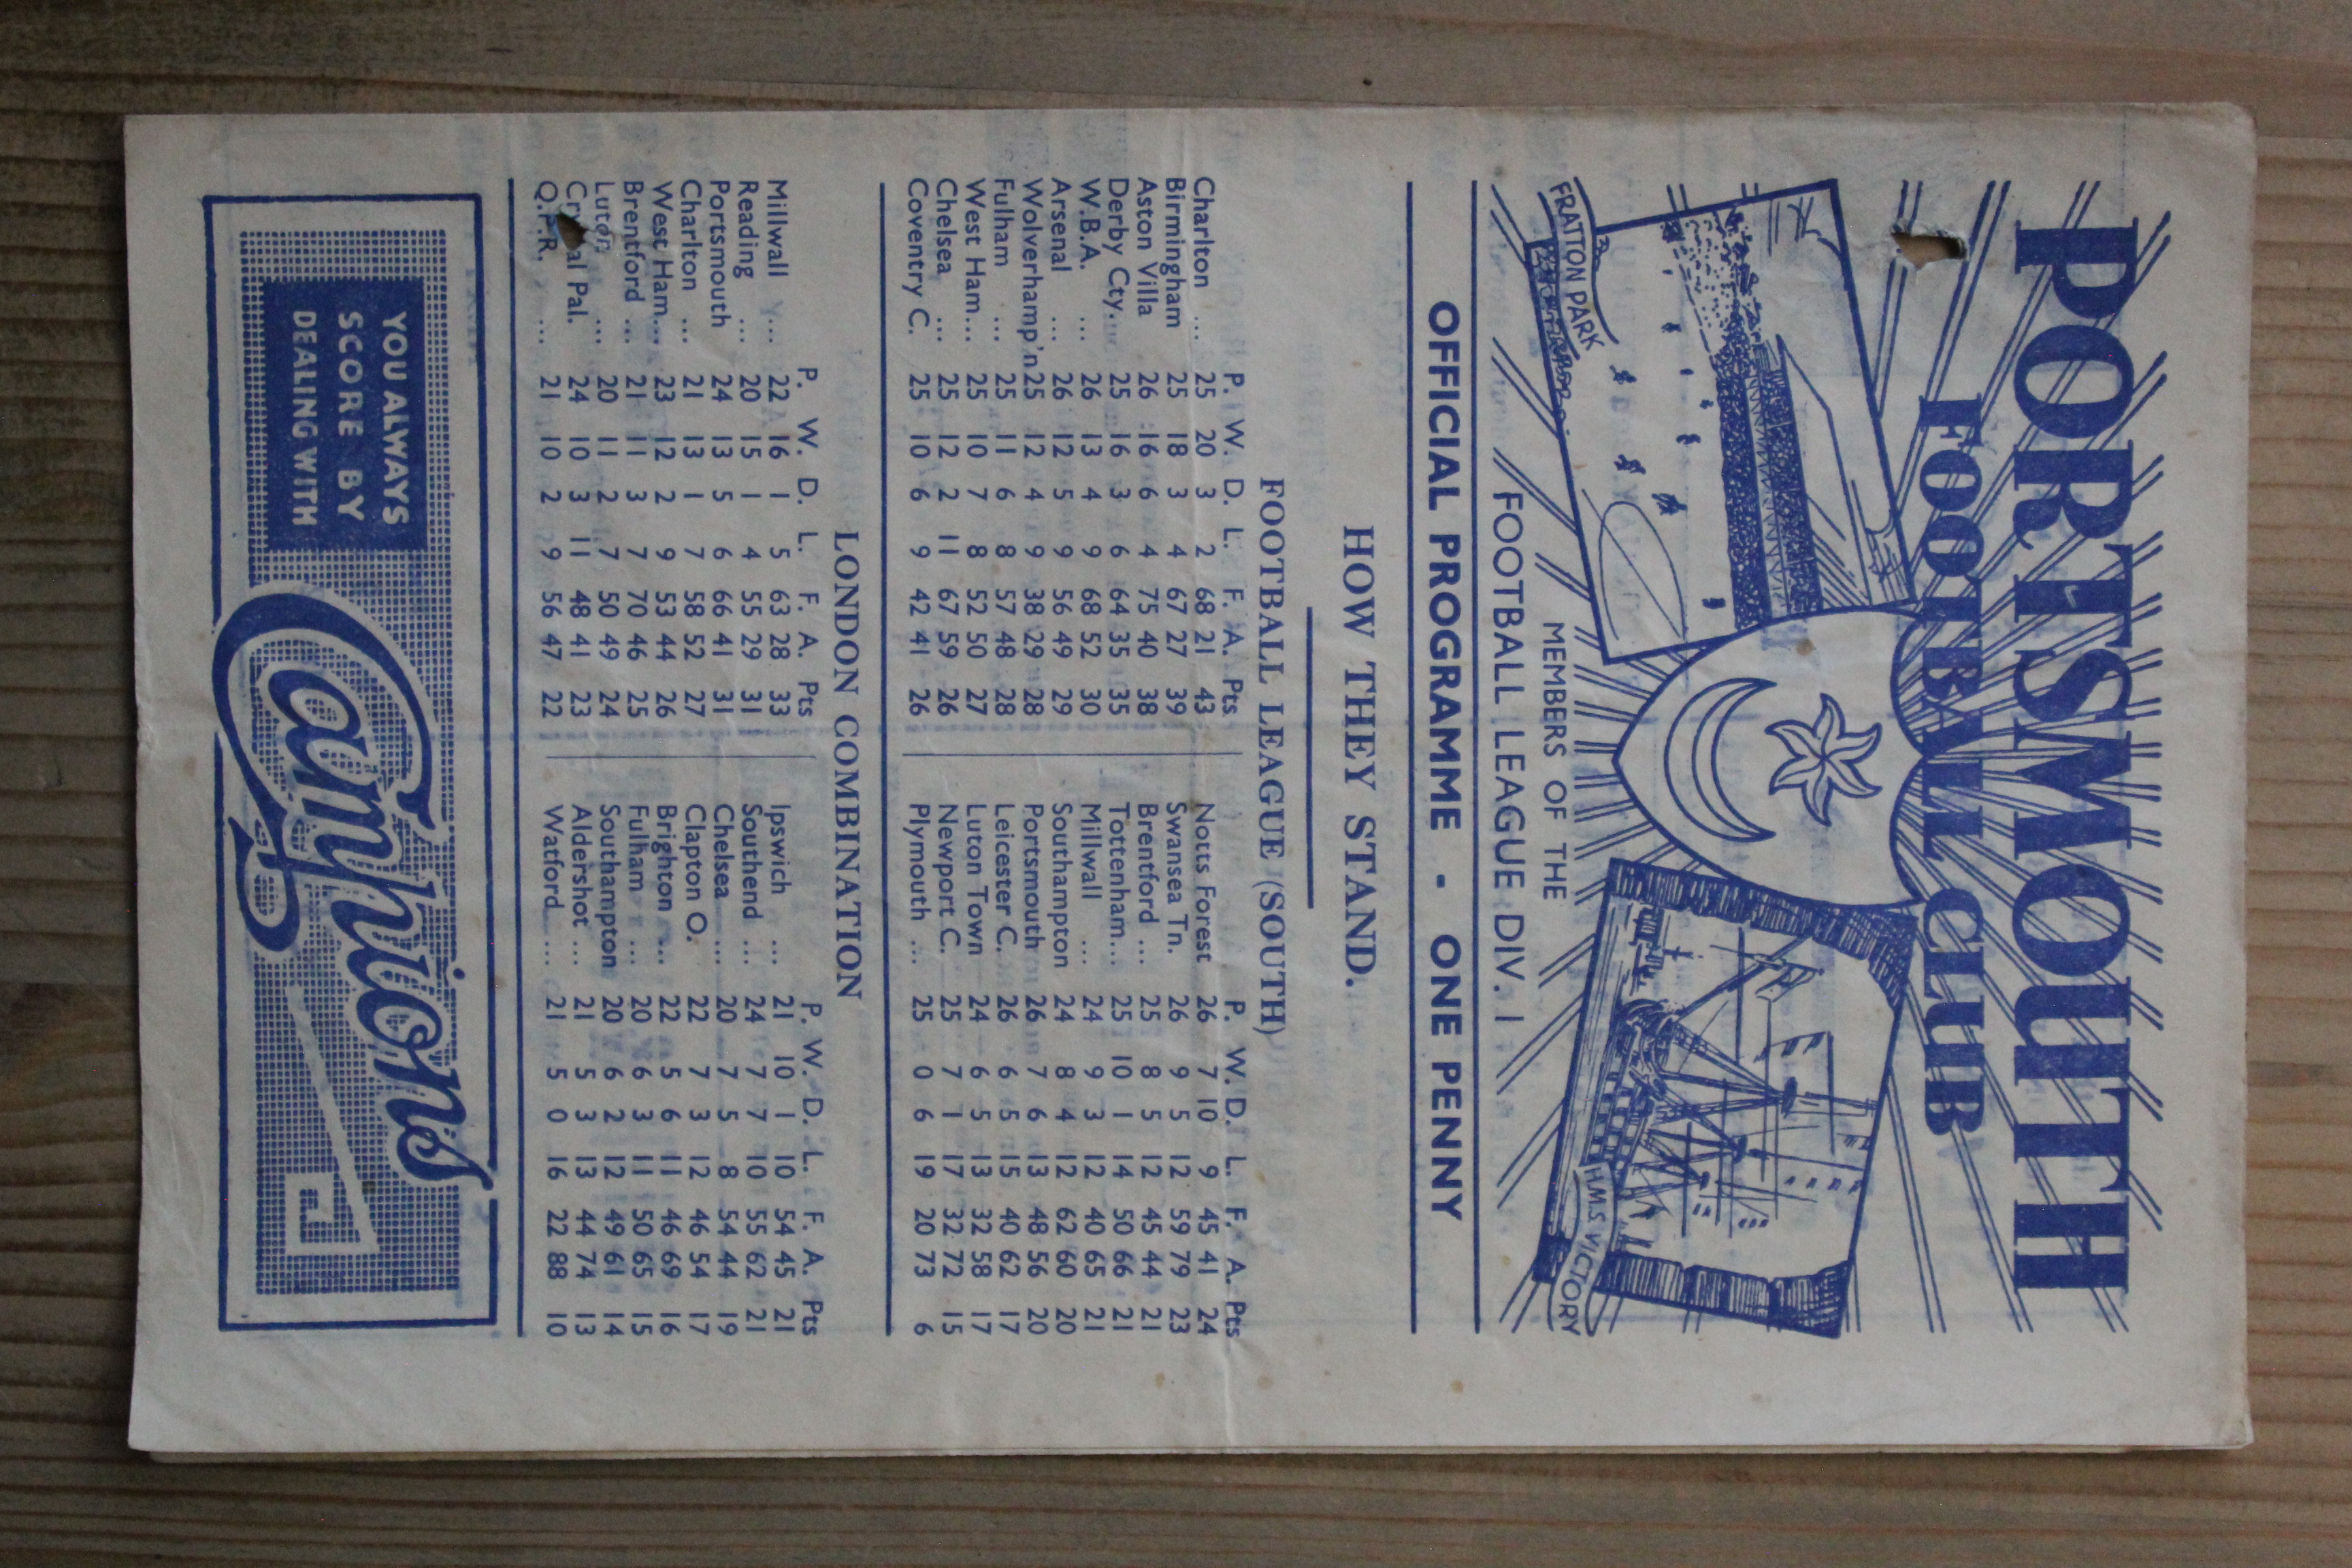 PORTSMOUTH
FOOTBALL CLUB
FRATTON PARK
H.M.S. VICTORY
MEMBERS OF THE
FOOTBALL LEAGUE DIV. 1
OFFICIAL PROGRAMME - ONE PENNY
HOW THEY STAND.
FOOTBALL LEAGUE (SOUTH)
P. W. D. L. F. A. Pts
Charlton ... 25 20 3 2 68 21 43
Birmingham 25 18 3 4 67 27 39
Aston Villa 26 16 6 4 75 40 38
Derby Cty... 25 16 3 6 64 35 35
W.B.A. ... 26 13 4 9 68 52 30
Arsenal ... 26 12 5 9 56 49 29
Wolverhamp'n 25 12 4 9 38 29 28
Fulham ... 25 11 6 8 57 48 28
West Ham... 25 10 7 8 52 50 27
Chelsea ... 25 12 2 11 67 59 26
Coventry C. 25 10 6 9 42 41 26
P. W. D. L. F. A. Pts
Notts Forest 26 7 10 9 45 41 24
Swansea Tn. 26 9 5 12 59 79 23
Brentford ... 25 8 5 12 45 44 21
Tottenham... 25 10 1 14 50 66 21
Millwall ... 24 9 3 12 40 65 21
Southampton 24 8 4 12 62 60 20
Portsmouth 26 7 6 13 48 56 20
Leicester C. 26 6 5 15 40 62 17
Luton Town 24 6 5 13 32 58 17
Newport C. 25 7 1 17 32 72 15
Plymouth ... 25 0 6 19 20 73 6
LONDON COMBINATION
P. W. D. L. F. A. Pts
Millwall ... 22 16 1 5 63 28 33
Reading ... 20 15 1 4 55 29 31
Portsmouth 24 13 5 6 66 41 31
Charlton ... 21 13 1 7 58 52 27
West Ham... 23 12 2 9 53 44 26
Brentford ... 21 11 3 7 70 46 25
Luton ... 20 11 2 7 50 49 24
Cry al Pal. 24 10 3 11 48 41 23
Q.P.R. ... 21 10 2 9 56 47 22
P. W. D. L. F. A. Pts
Ipswich ... 21 10 1 10 54 45 21
Southend ... 24 7 7 10 55 62 21
Chelsea ... 20 7 5 8 54 44 19
Clapton O. 22 7 3 12 46 54 17
Brighton ... 22 5 6 11 46 69 16
Fulham ... 20 6 3 11 50 65 15
Southampton 20 6 2 12 49 61 14
Aldershot ... 21 5 3 13 44 74 13
Watford ... 21 5 0 16 22 88 10
YOU ALWAYS
SCORE BY
DEALING WITH
Campions